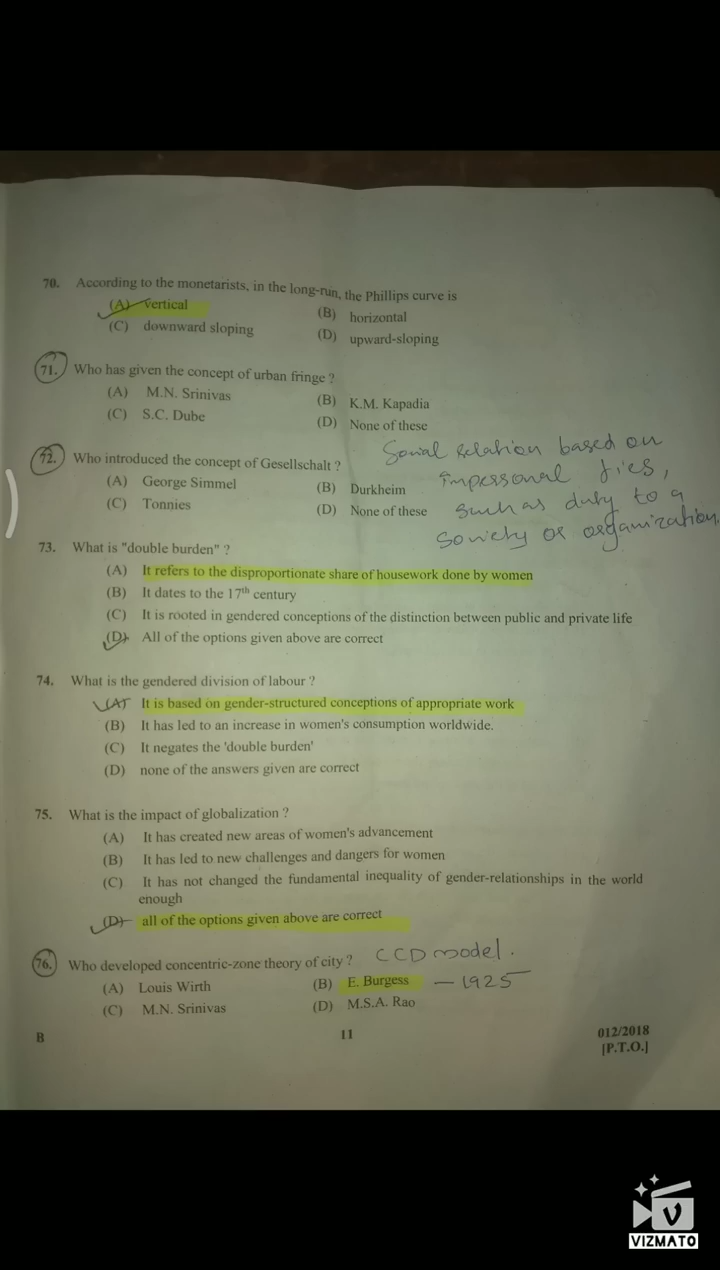 70. According to the monetarists, in the long-run, the Phillips curve is
(A) vertical
(B) horizontal
(C) downward sloping
(D) upward-sloping
71. Who has given the concept of urban fringe ?
(A) M.N. Srinivas
(B) K.M. Kapadia
(C) S.C. Dube
(D) None of these
72. Who introduced the concept of Gesellschalt ?
(A) George Simmel
(B) Durkheim
(C) Tonnies
(D) None of these
Social Relation based on
impersonal ties,
such as duty to a
Society or organization.
73. What is "double burden" ?
(A) It refers to the disproportionate share of housework done by women
(B) It dates to the 17th century
(C) It is rooted in gendered conceptions of the distinction between public and private life
(D) All of the options given above are correct
74. What is the gendered division of labour ?
(A) It is based on gender-structured conceptions of appropriate work
(B) It has led to an increase in women's consumption worldwide.
(C) It negates the 'double burden'
(D) none of the answers given are correct
75. What is the impact of globalization ?
(A) It has created new areas of women's advancement
(B) It has led to new challenges and dangers for women
(C) It has not changed the fundamental inequality of gender-relationships in the world
enough
(D) all of the options given above are correct
76. Who developed concentric-zone theory of city ? CCD model.
(A) Louis Wirth
(B) E. Burgess — 1925
(C) M.N. Srinivas
(D) M.S.A. Rao
B 11 012/2018
[P.T.O.]
V
VIZMATO